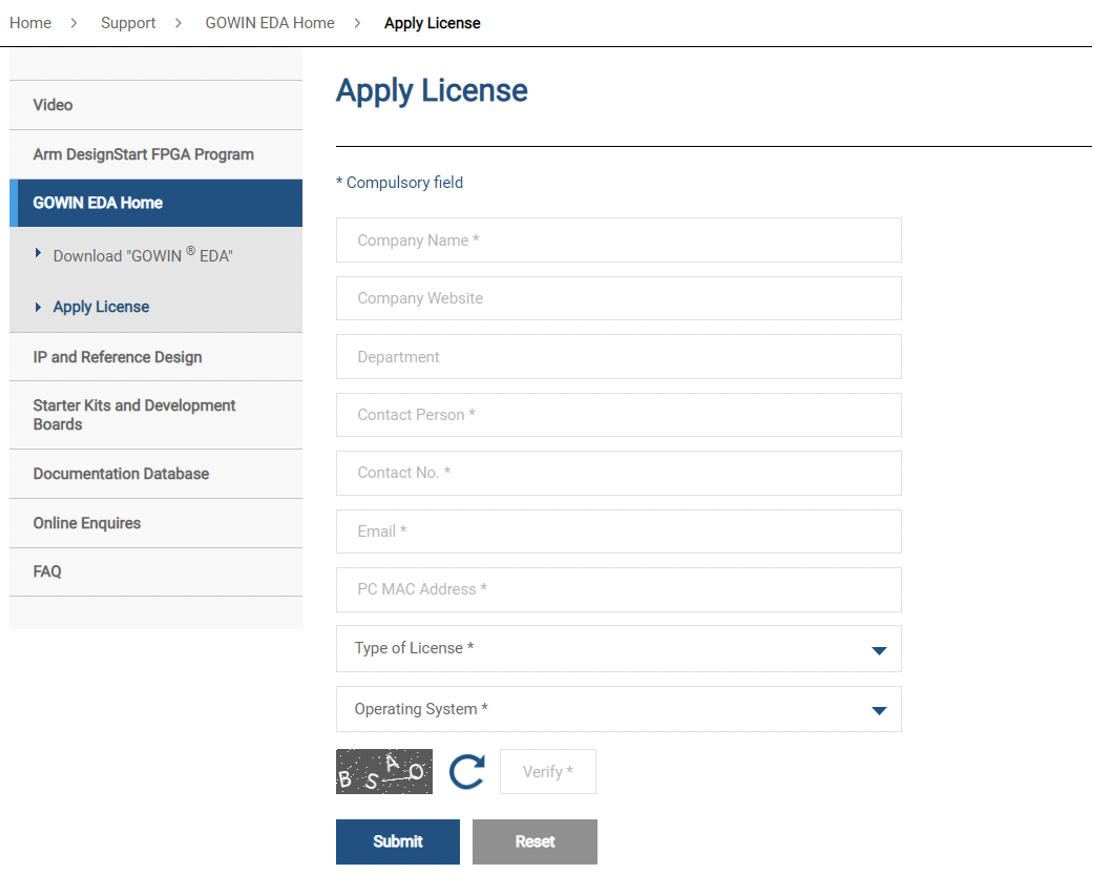 Home > Support > GOWIN EDA Home > Apply License
Video
Arm DesignStart FPGA Program
GOWIN EDA Home
Download "GOWIN ® EDA"
Apply License
IP and Reference Design
Starter Kits and Development
Boards
Documentation Database
Online Enquires
FAQ
Apply License
* Compulsory field
Company Name *
Company Website
Department
Contact Person *
Contact No. *
Email *
PC MAC Address *
Type of License *
Operating System *
BSAO
Verify *
Submit
Reset